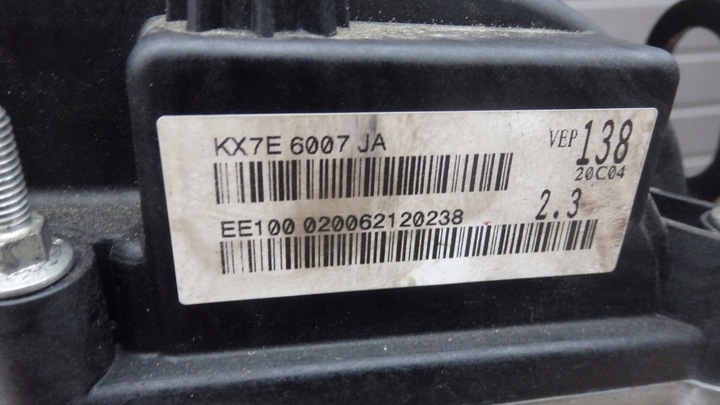 KX7E 6007 JA
VEP 138
20C04
EE100 020062120238
2.3